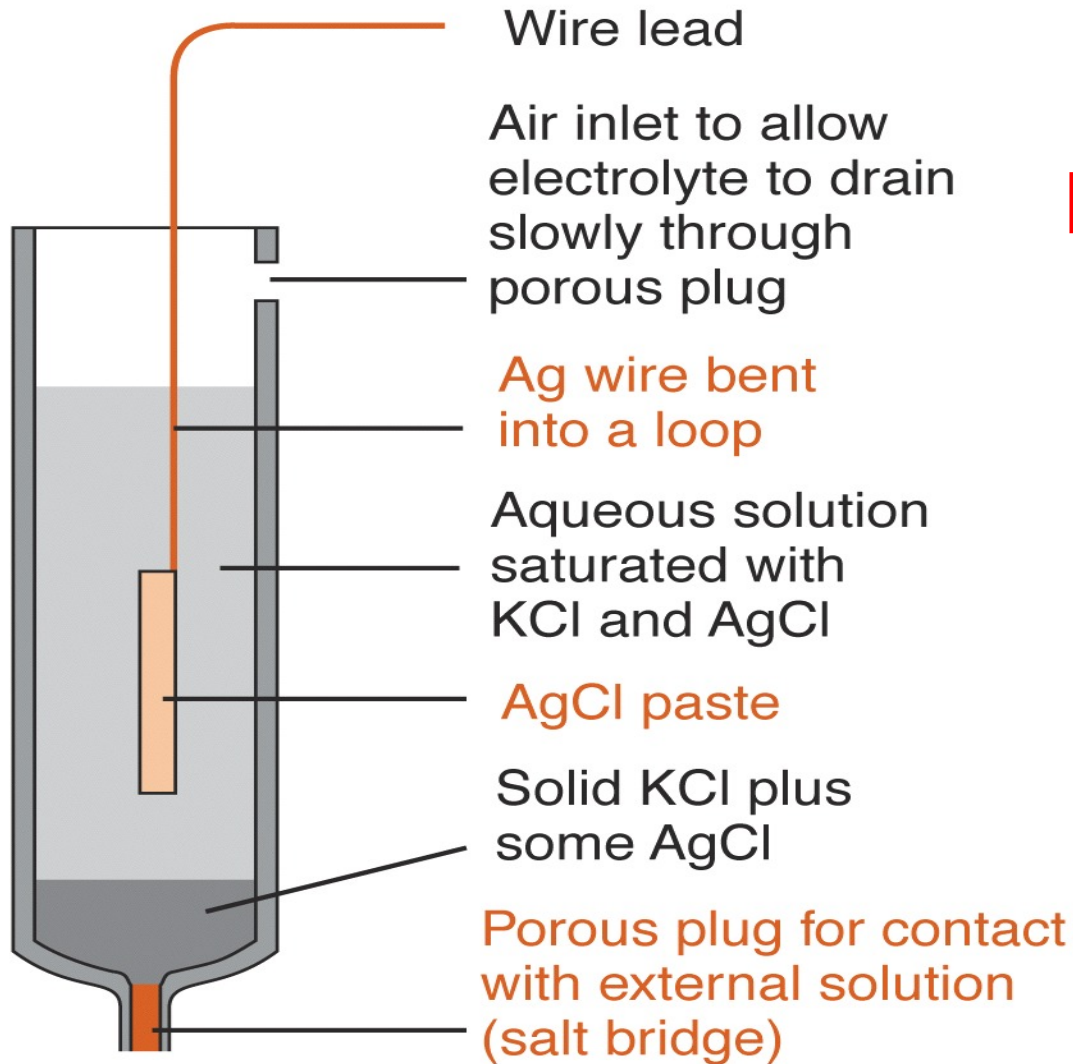 Wire lead
Air inlet to allow
electrolyte to drain
slowly through
porous plug
Ag wire bent
into a loop
Aqueous solution
saturated with
KCl and AgCl
AgCl paste
Solid KCl plus
some AgCl
Porous plug for contact
with external solution
(salt bridge)